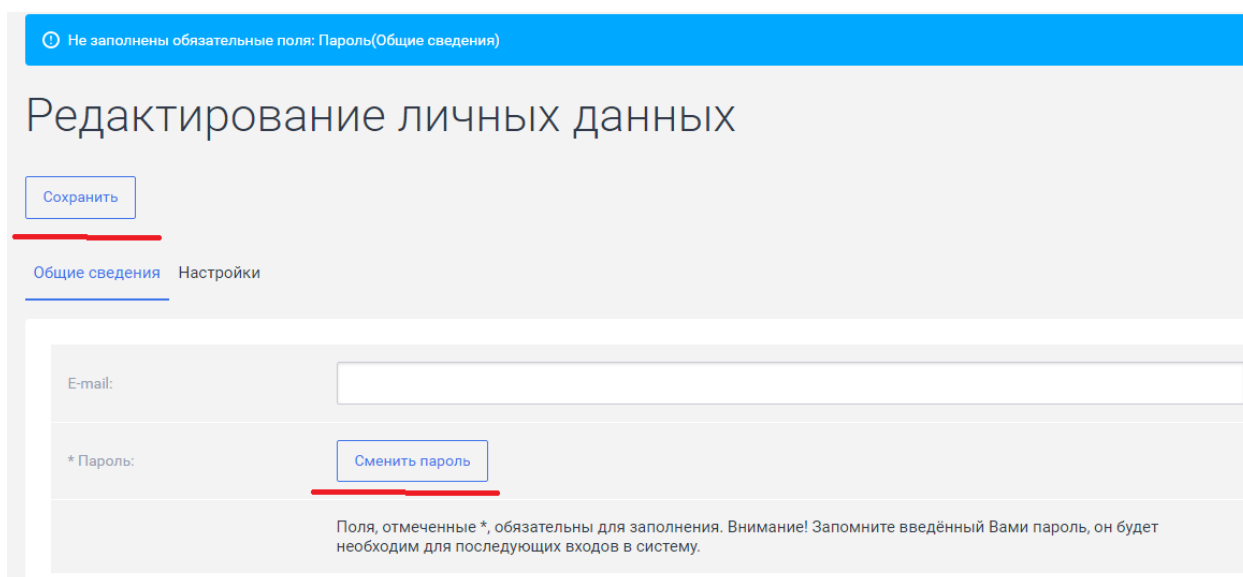 Не заполнены обязательные поля: Пароль(Общие сведения)
Редактирование личных данных
Сохранить
Общие сведения Настройки
E-mail:
* Пароль: Сменить пароль
Поля, отмеченные *, обязательны для заполнения. Внимание! Запомните введённый Вами пароль, он будет
необходим для последующих входов в систему.